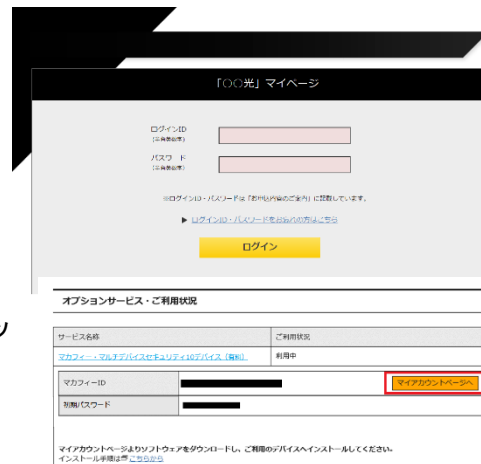 「○○光」マイページ
ログインID
(半角英数字)
パスワード
(半角英数字)
※ログインID・パスワードは「お申込内容のご案内」に記載しています。
▶ ログインID・パスワードをお忘れの方はこちら
ログイン
オプションサービス・ご利用状況
ン
サービス名称 ご利用状況
マカフィー・マルチデバイスセキュリティ10デバイス（有料） 利用中
マカフィーID マイアカウントページへ
初期パスワード
マイアカウントページよりソフトウェアをダウンロードし、ご利用のデバイスへインストールしてください。
インストール手順は こちらから